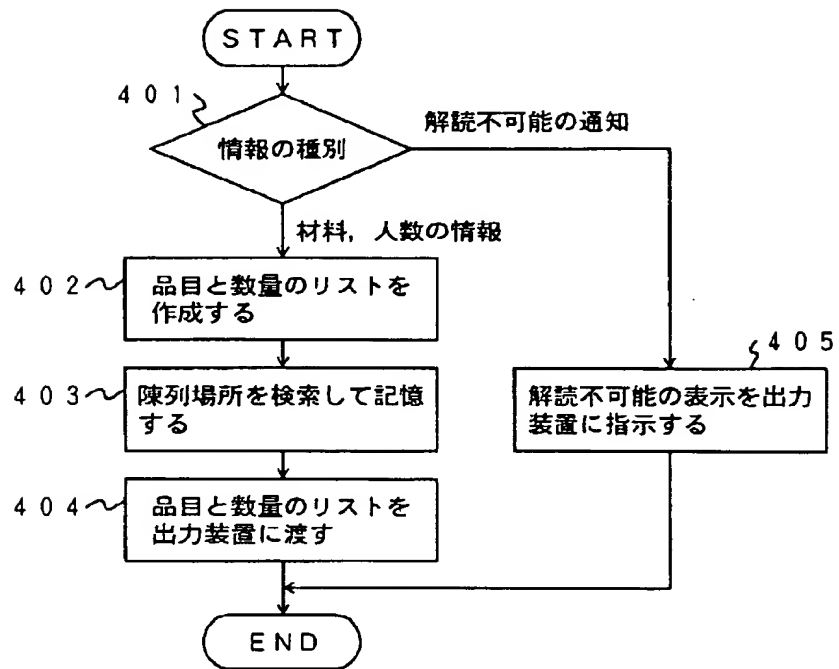 START
401
情報の種別
解読不可能の通知
材料,人数の情報
402
品目と数量のリストを
作成する
403
陳列場所を検索して記憶
する
405
解読不可能の表示を出力
装置に指示する
404
品目と数量のリストを
出力装置に渡す
END